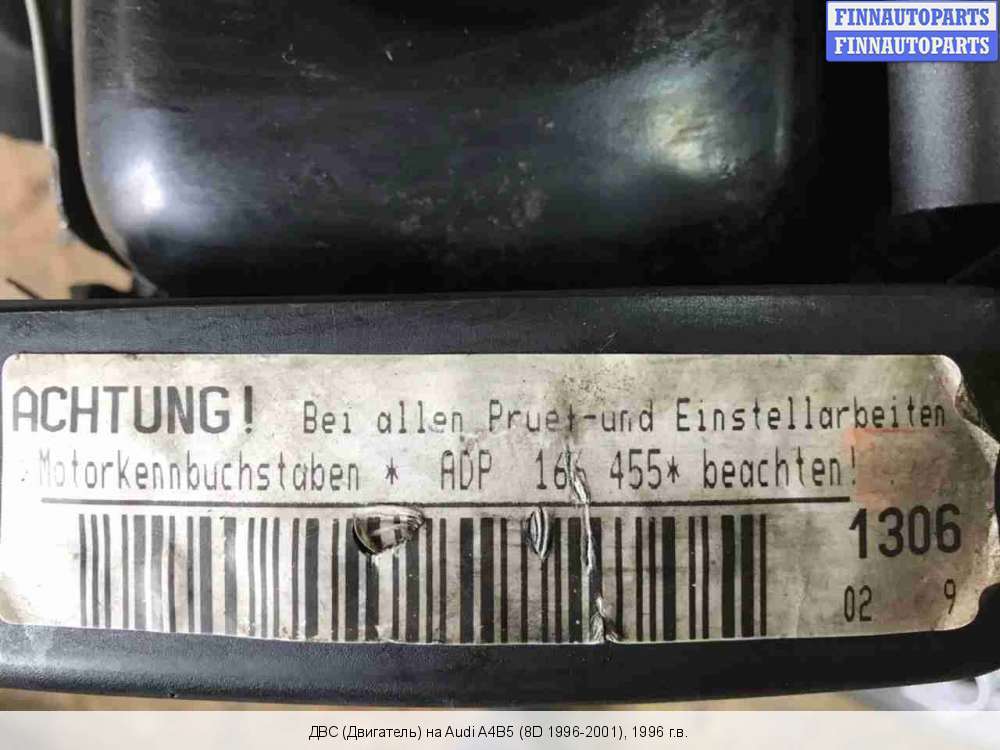 FINNAUTOPARTS
FINNAUTOPARTS
ACHTUNG! Bei allen Pruef-und Einstellarbeiten
Motorkennbuchstaben * ADP 166 455* beachten!
1306
02 9
ДВС (Двигатель) на Audi A4B5 (8D 1996-2001), 1996 г.в.